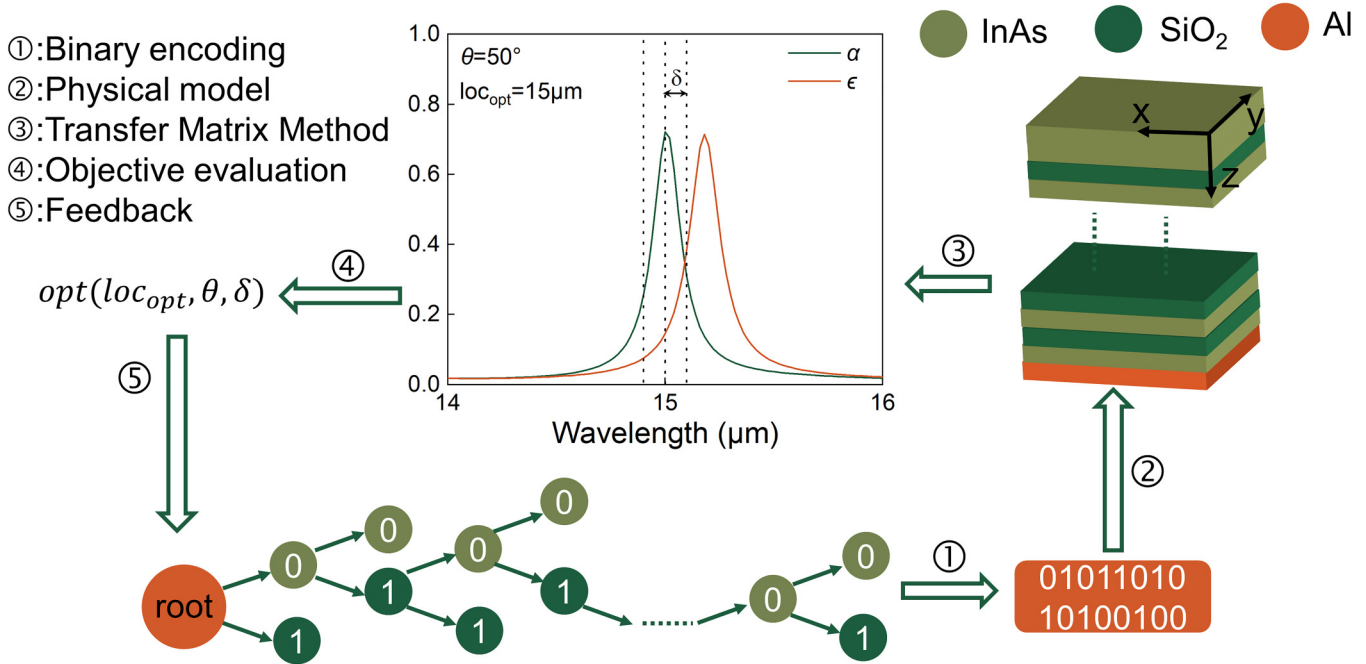 ①:Binary encoding
②:Physical model
③:Transfer Matrix Method
④:Objective evaluation
⑤:Feedback
InAs
SiO₂
Al
θ=50°
loc_opt=15μm
δ
α
ϵ
1.0
0.8
0.6
0.4
0.2
0.0
14
15
16
Wavelength (μm)
x
y
z
③
④
opt(loc_opt, θ, δ)
⑤
②
root
0
1
0
1
0
1
0
1
0
0
1
①
01011010
10100100